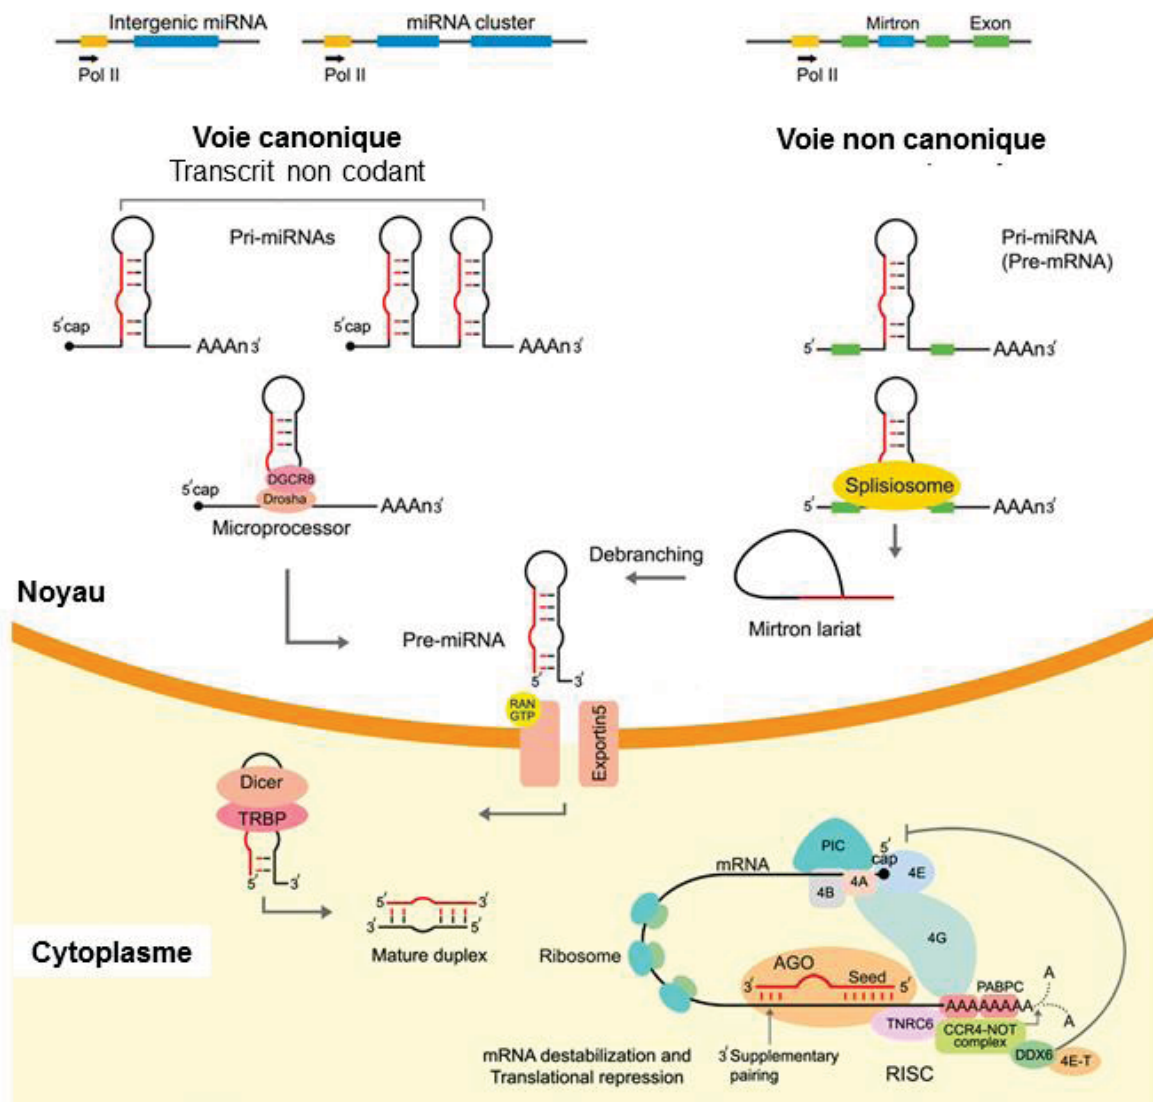 Intergenic miRNA
Pol II
miRNA cluster
Pol II
Mirtron
Exon
Pol II
Voie canonique
Transcrit non codant
Voie non canonique
Pri-miRNAs
5′cap
AAAn3′
5′cap
AAAn3′
Pri-miRNA
(Pre-mRNA)
5′
AAAn3′
DGCR8
Drosha
5′cap
AAAn3′
Microprocessor
Splisiosome
5′
AAAn3′
Debranching
Mirtron lariat
Noyau
Pre-miRNA
5′
3′
RAN
GTP
Exportin5
Dicer
TRBP
5′
3′
5′
3′
3′
5′
Mature duplex
Cytoplasme
mRNA
PIC
5′
cap
4B
4A
4E
4G
Ribosome
AGO
Seed
3′
5′
PABPC
AAAAAAAA
A
A
TNRC6
CCR4-NOT
complex
DDX6
4E-T
RISC
3′Supplementary
pairing
mRNA destabilization and
Translational repression